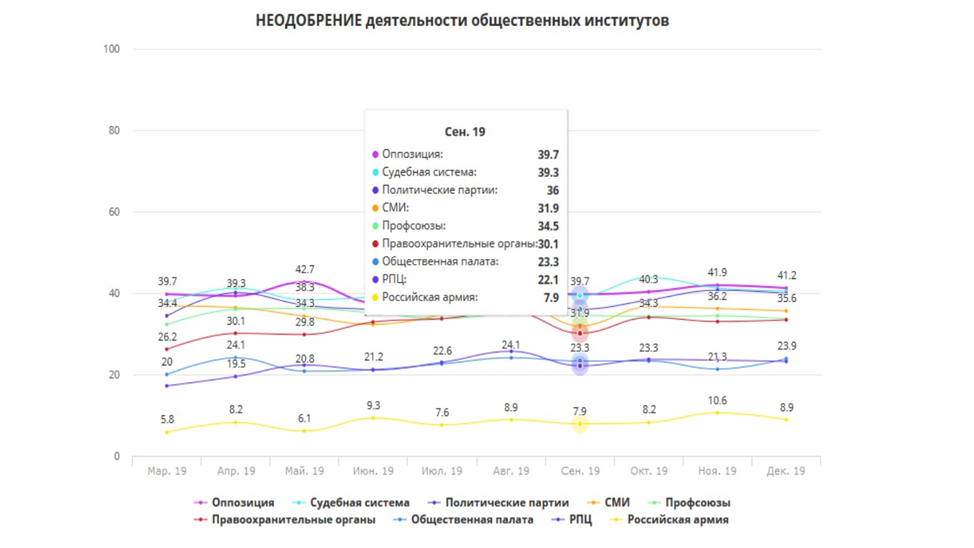 НЕОДОБРЕНИЕ деятельности общественных институтов
100
80
60
40
20
0
Сен. 19
Оппозиция: 39.7
Судебная система: 39.3
Политические партии: 36
СМИ: 31.9
Профсоюзы: 34.5
Правоохранительные органы: 30.1
Общественная палата: 23.3
РПЦ: 22.1
Российская армия: 7.9
39.7 39.3 42.7 39.7 40.3 41.9 41.2
38.3
34.4 34.3 31.9 34.3 36.2 35.6
26.2 30.1 29.8
20 24.1 20.8 21.2 22.6 24.1 23.3 23.3 21.3 23.9
19.5
5.8 8.2 6.1 9.3 7.6 8.9 7.9 8.2 10.6 8.9
Мар. 19 Апр. 19 Май. 19 Июн. 19 Июл. 19 Авг. 19 Сен. 19 Окт. 19 Ноя. 19 Дек. 19
Оппозиция Судебная система Политические партии СМИ Профсоюзы
Правоохранительные органы Общественная палата РПЦ Российская армия